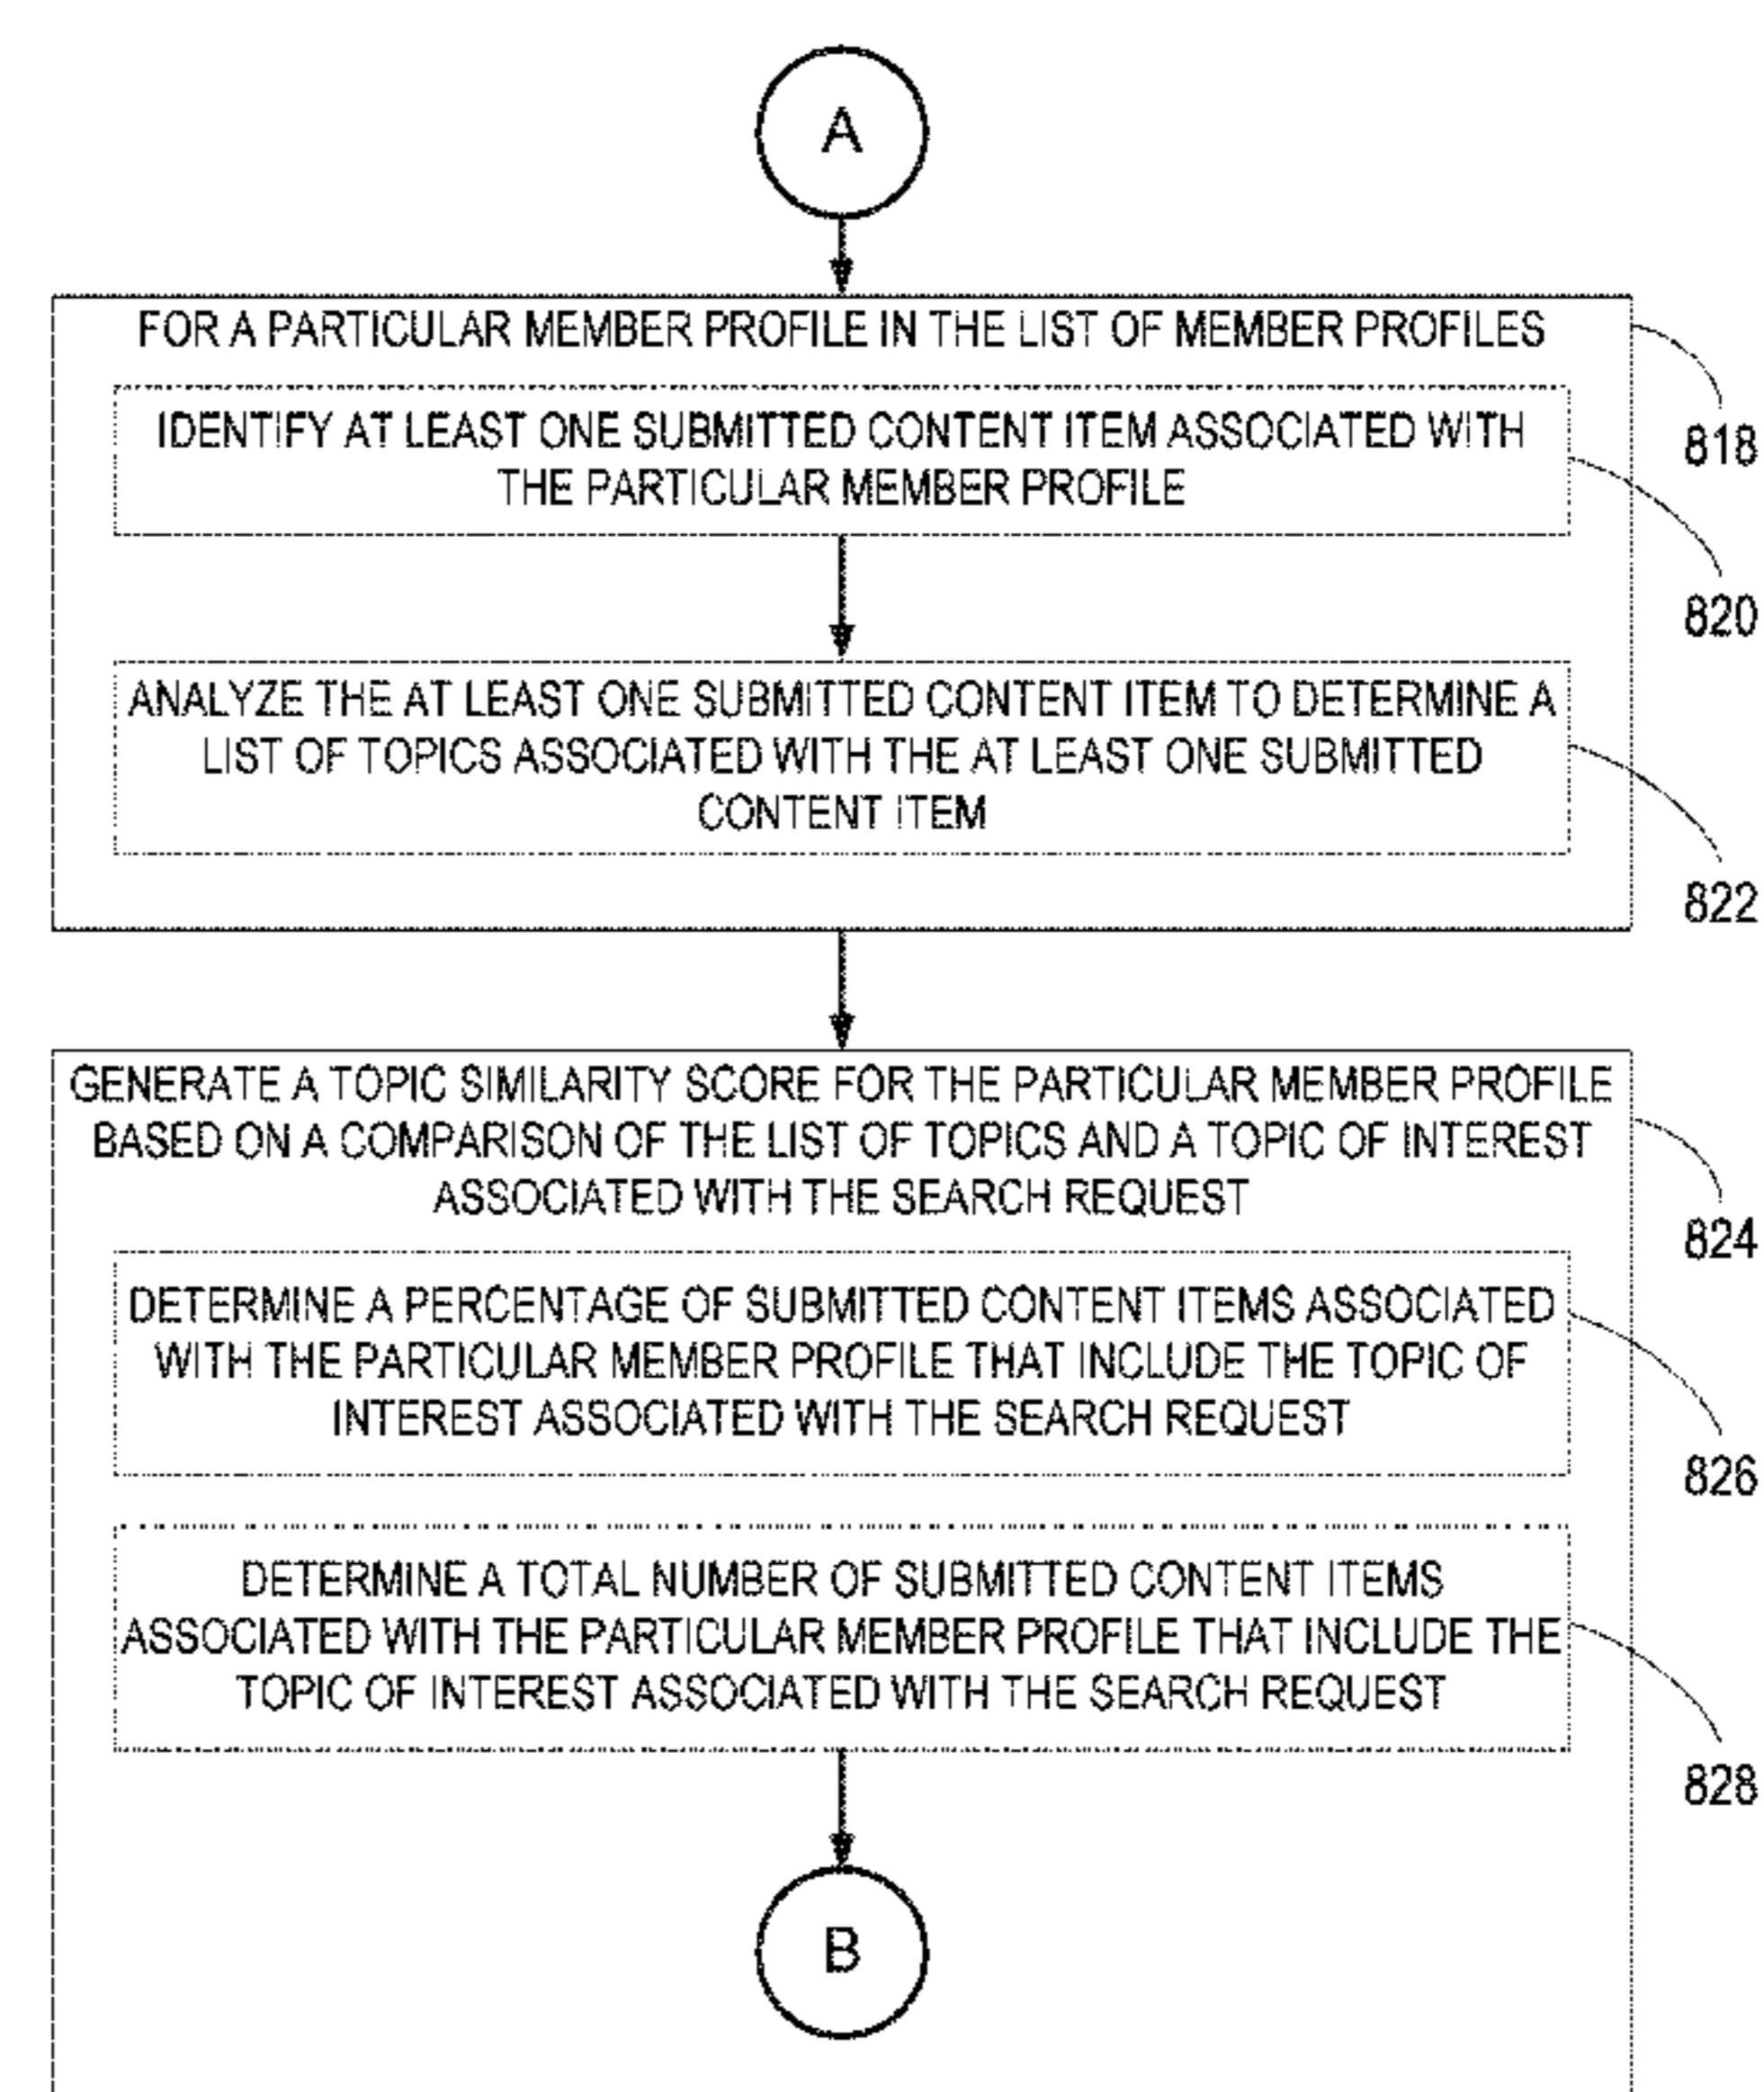 A
FOR A PARTICULAR MEMBER PROFILE IN THE LIST OF MEMBER PROFILES
818
IDENTIFY AT LEAST ONE SUBMITTED CONTENT ITEM ASSOCIATED WITH
THE PARTICULAR MEMBER PROFILE
820
ANALYZE THE AT LEAST ONE SUBMITTED CONTENT ITEM TO DETERMINE A
LIST OF TOPICS ASSOCIATED WITH THE AT LEAST ONE SUBMITTED
CONTENT ITEM
822
GENERATE A TOPIC SIMILARITY SCORE FOR THE PARTICULAR MEMBER PROFILE
BASED ON A COMPARISON OF THE LIST OF TOPICS AND A TOPIC OF INTEREST
ASSOCIATED WITH THE SEARCH REQUEST
824
DETERMINE A PERCENTAGE OF SUBMITTED CONTENT ITEMS ASSOCIATED
WITH THE PARTICULAR MEMBER PROFILE THAT INCLUDE THE TOPIC OF
INTEREST ASSOCIATED WITH THE SEARCH REQUEST
826
DETERMINE A TOTAL NUMBER OF SUBMITTED CONTENT ITEMS
ASSOCIATED WITH THE PARTICULAR MEMBER PROFILE THAT INCLUDE THE
TOPIC OF INTEREST ASSOCIATED WITH THE SEARCH REQUEST
828
B